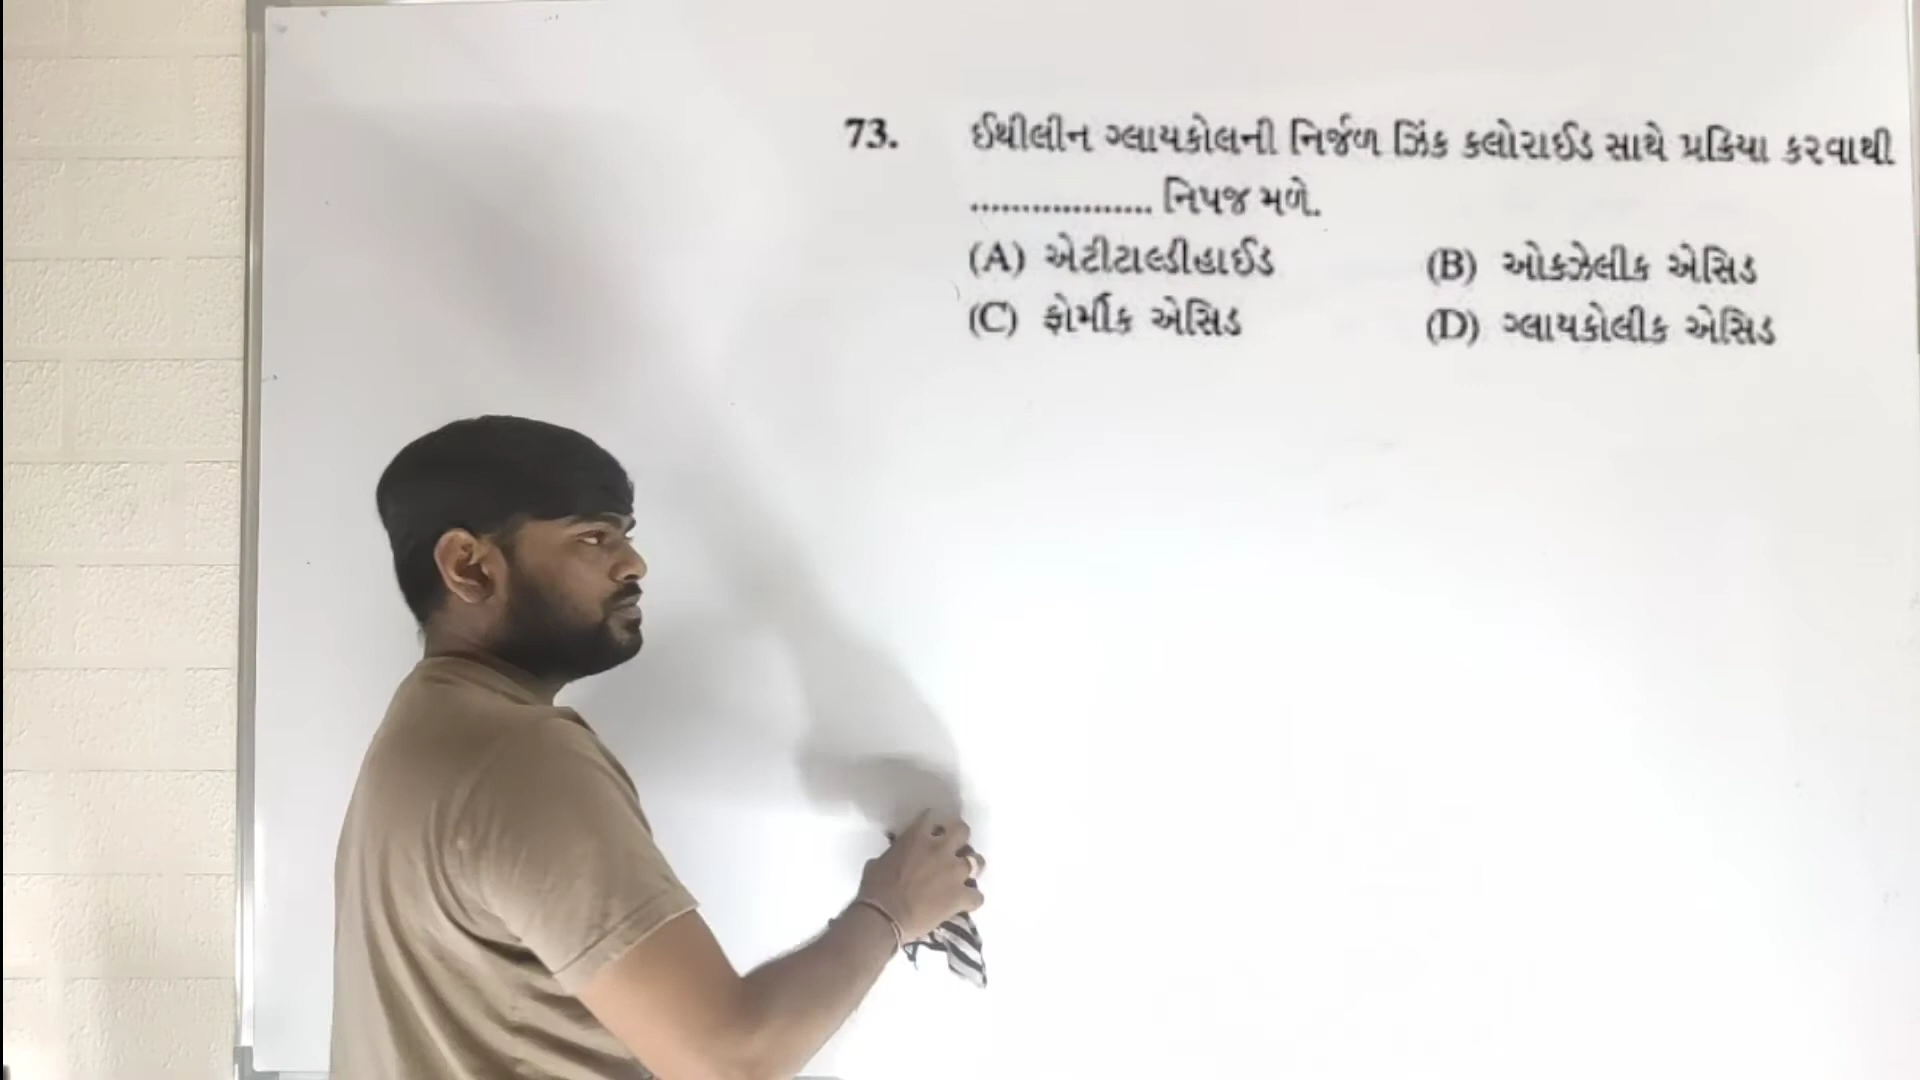 73. ઈથીલીન ગ્લાયકોલની નિર્જળ ઝિંક ક્લોરાઈડ સાથે પ્રક્રિયા કરવાથી
.................. નિપજ મળે.
(A) એટીટાલ્ડીહાઈડ (B) ઓકઝેલીક એસિડ
(C) ફોર્મીક એસિડ (D) ગ્લાયકોલીક એસિડ